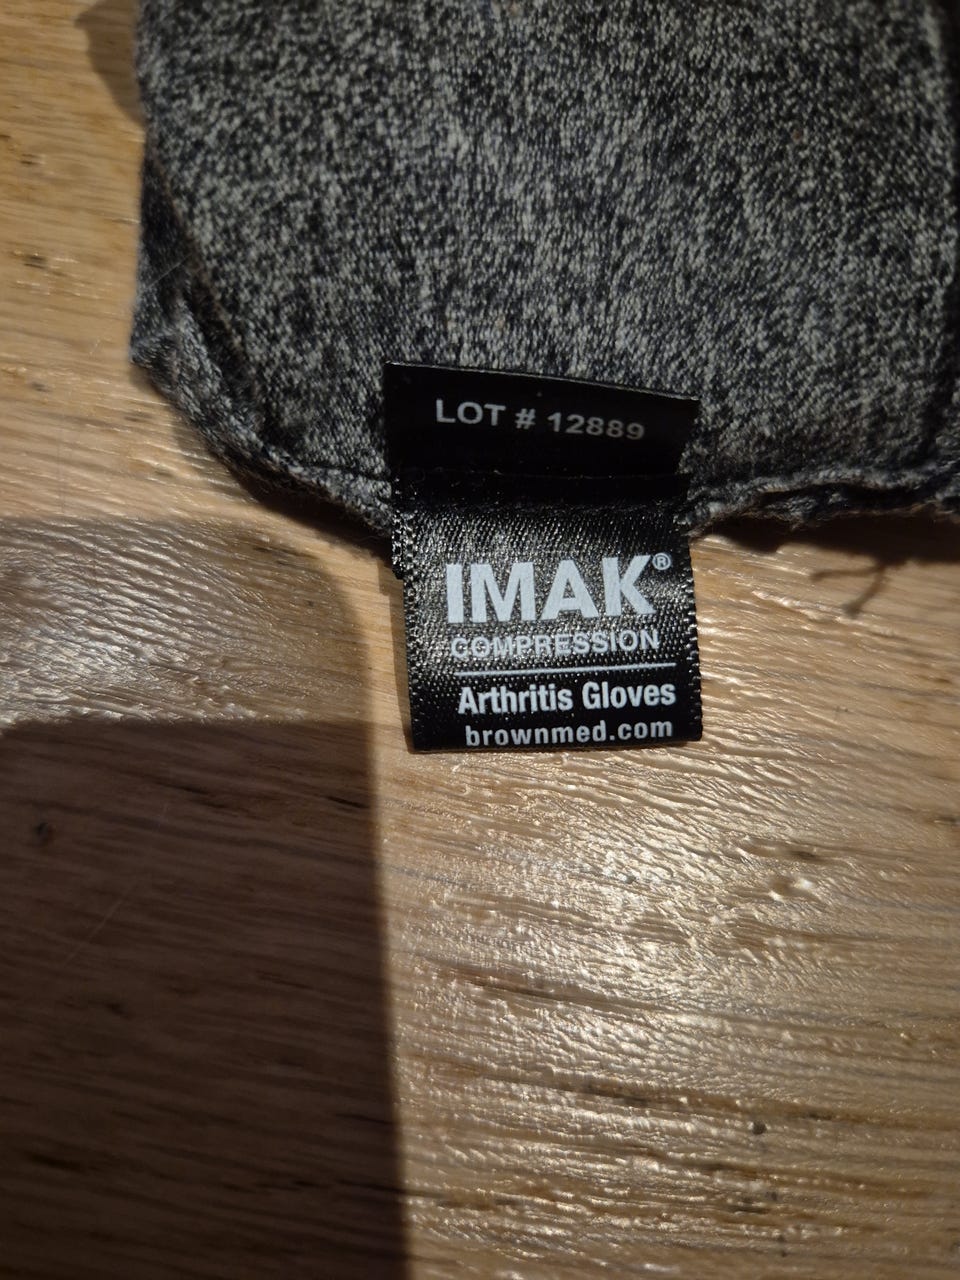 LOT # 12889
IMAK®
COMPRESSION
Arthritis Gloves
brownmed.com